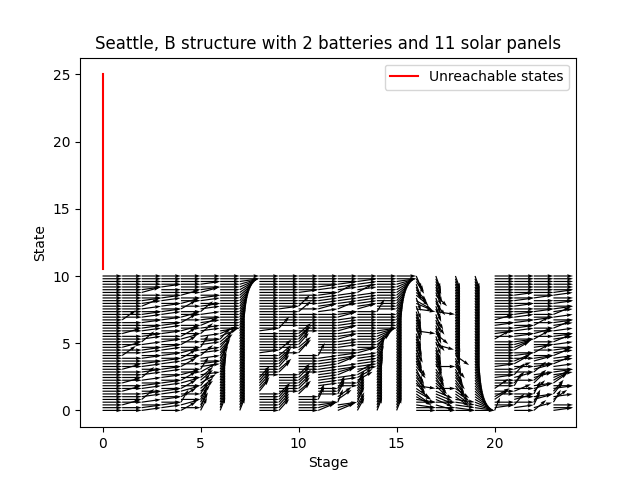 Seattle, B structure with 2 batteries and 11 solar panels
Unreachable states
25
20
15
10
5
0
State
0 5 10 15 20
Stage